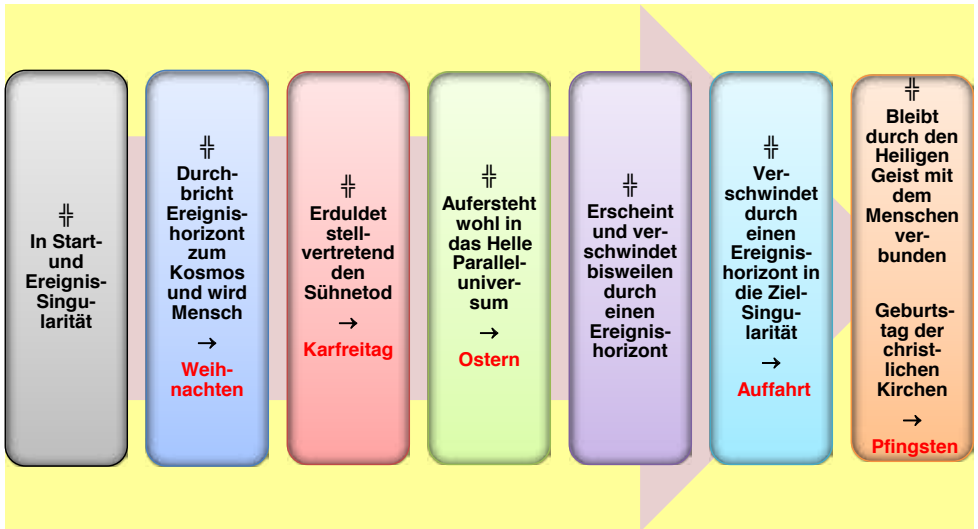 ╬
In Start-
und
Ereignis-
Singu-
larität
╬
Durch-
bricht
Ereignis-
horizont
zum
Kosmos
und wird
Mensch
→
Weih-
nachten
╬
Erduldet
stell-
vertretend
den
Sühnetod
→
Karfreitag
╬
Aufersteht
wohl in
das Helle
Parallel-
univer-
sum
→
Ostern
╬
Erscheint
und ver-
schwindet
bisweilen
durch
einen
Ereignis-
horizont
╬
Ver-
schwindet
durch
einen
Ereignis-
horizont in
die Ziel-
Singu-
larität
→
Auffahrt
╬
Bleibt
durch den
Heiligen
Geist mit
dem
Menschen
ver-
bunden
Geburts-
tag der
christ-
lichen
Kirchen
→
Pfingsten